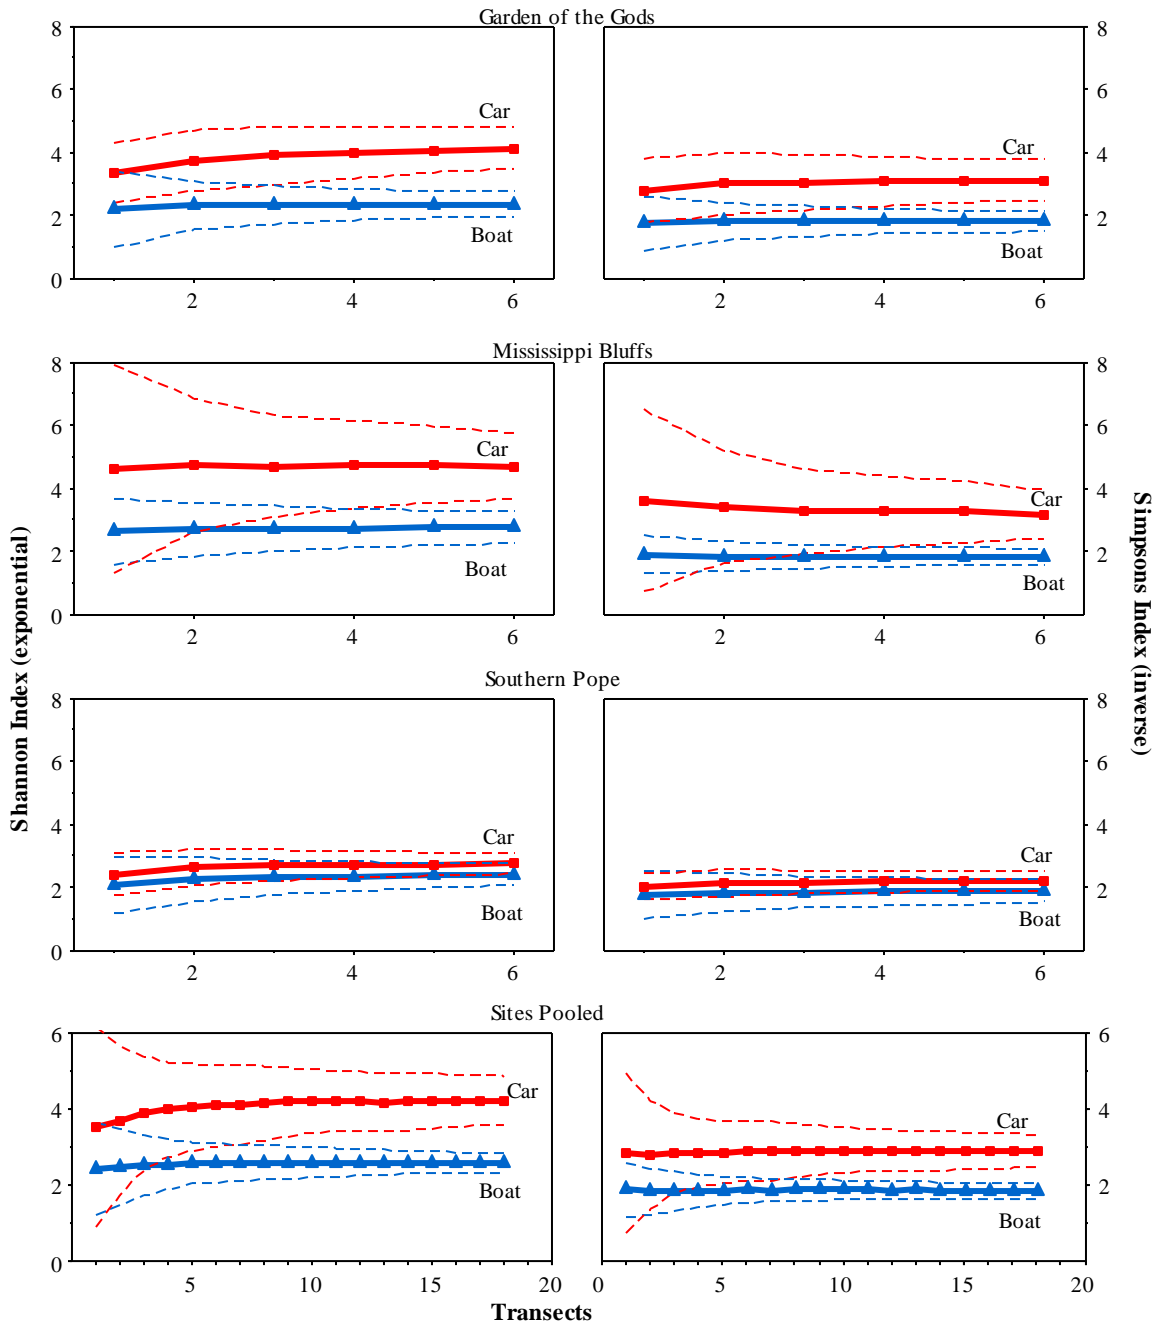 Garden of the Gods
8 8
6 6
Car Car
4 4
2 2
Boat Boat
0
2 4 6 2 4 6
Mississippi Bluffs
8 8
6 6
Car
4 Car 4
2 2
Boat Boat
0
2 4 6 2 4 6
Shannon Index (exponential)
Simpsons Index (inverse)
Southern Pope
8 8
6 6
4 4
Car Car
2 2
Boat Boat
0
2 4 6 2 4 6
Sites Pooled
6 6
4 Car Car 4
2 2
Boat Boat
0
5 10 15 20 0 5 10 15 20
Transects